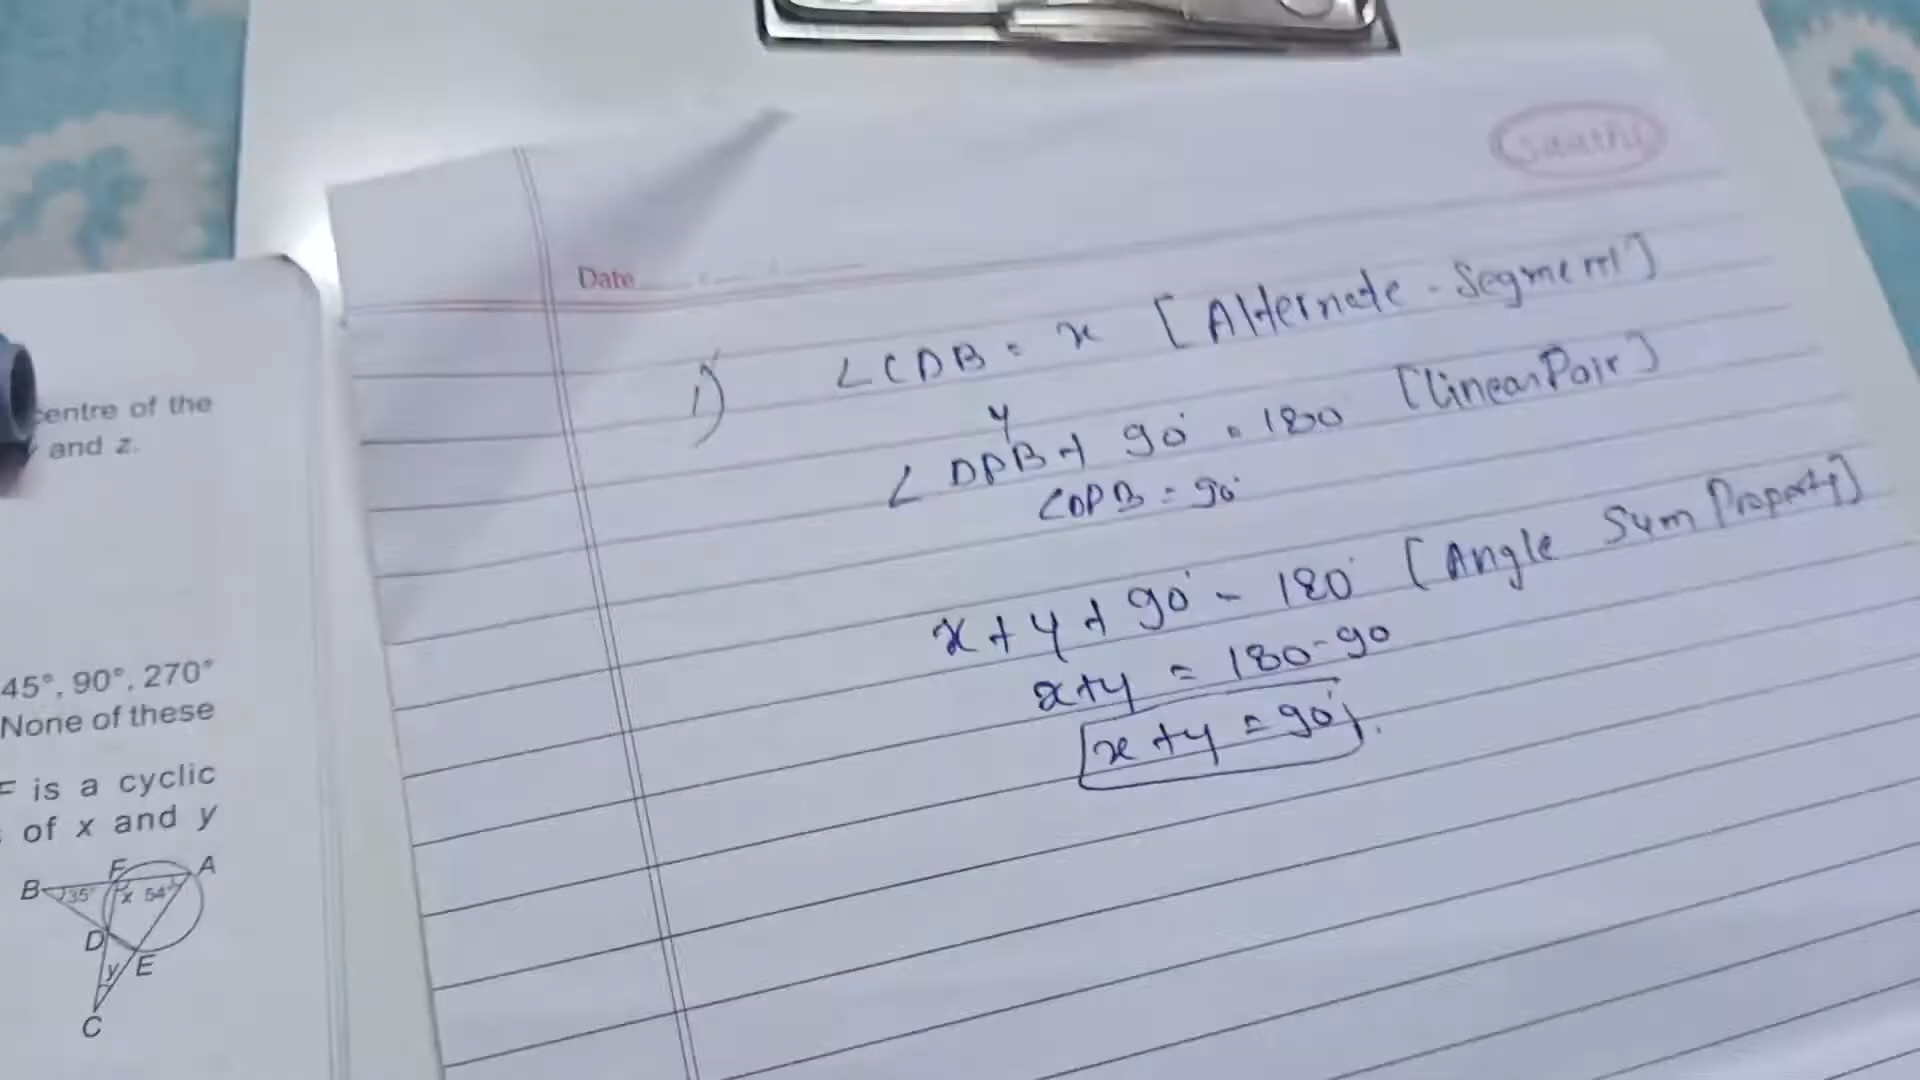 centre of the
and z.
45°, 90°, 270°
None of these
F is a cyclic
of x and y
F A
B 35° x 54°
D
y E
C
saathi
Date
1) ∠CDB = x [Alternate - Segment]
y
∠DPB + 90° = 180 [linear Pair]
∠DPB = 90°
x + y + 90° = 180° [Angle Sum Property]
x+y = 180-90
x+y = 90°.